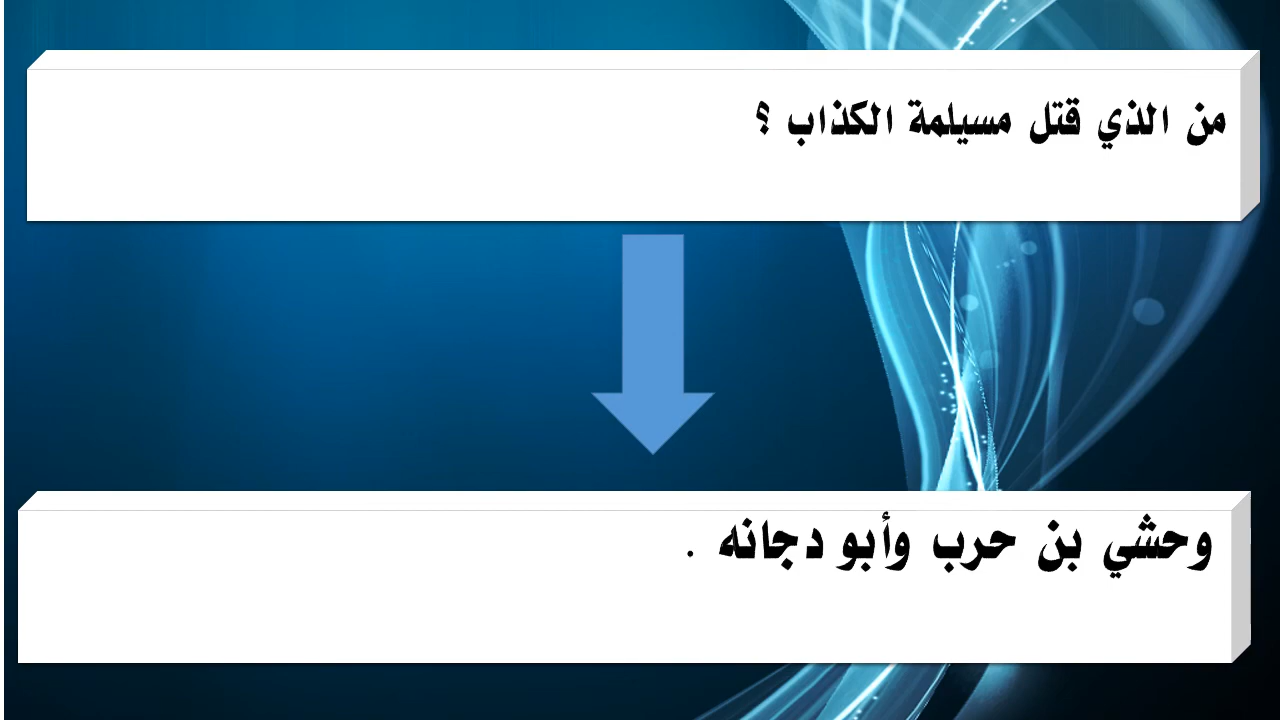 من الذي قتل مسيلمة الكذاب ؟
وحشي بن حرب وأبو دجانه .